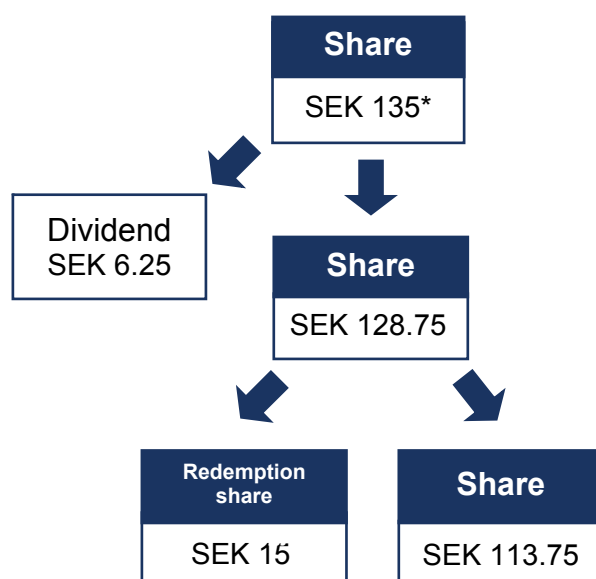 Share
SEK 135*
Dividend
SEK 6.25
Share
SEK 128.75
Redemption
share
SEK 15
Share
SEK 113.75